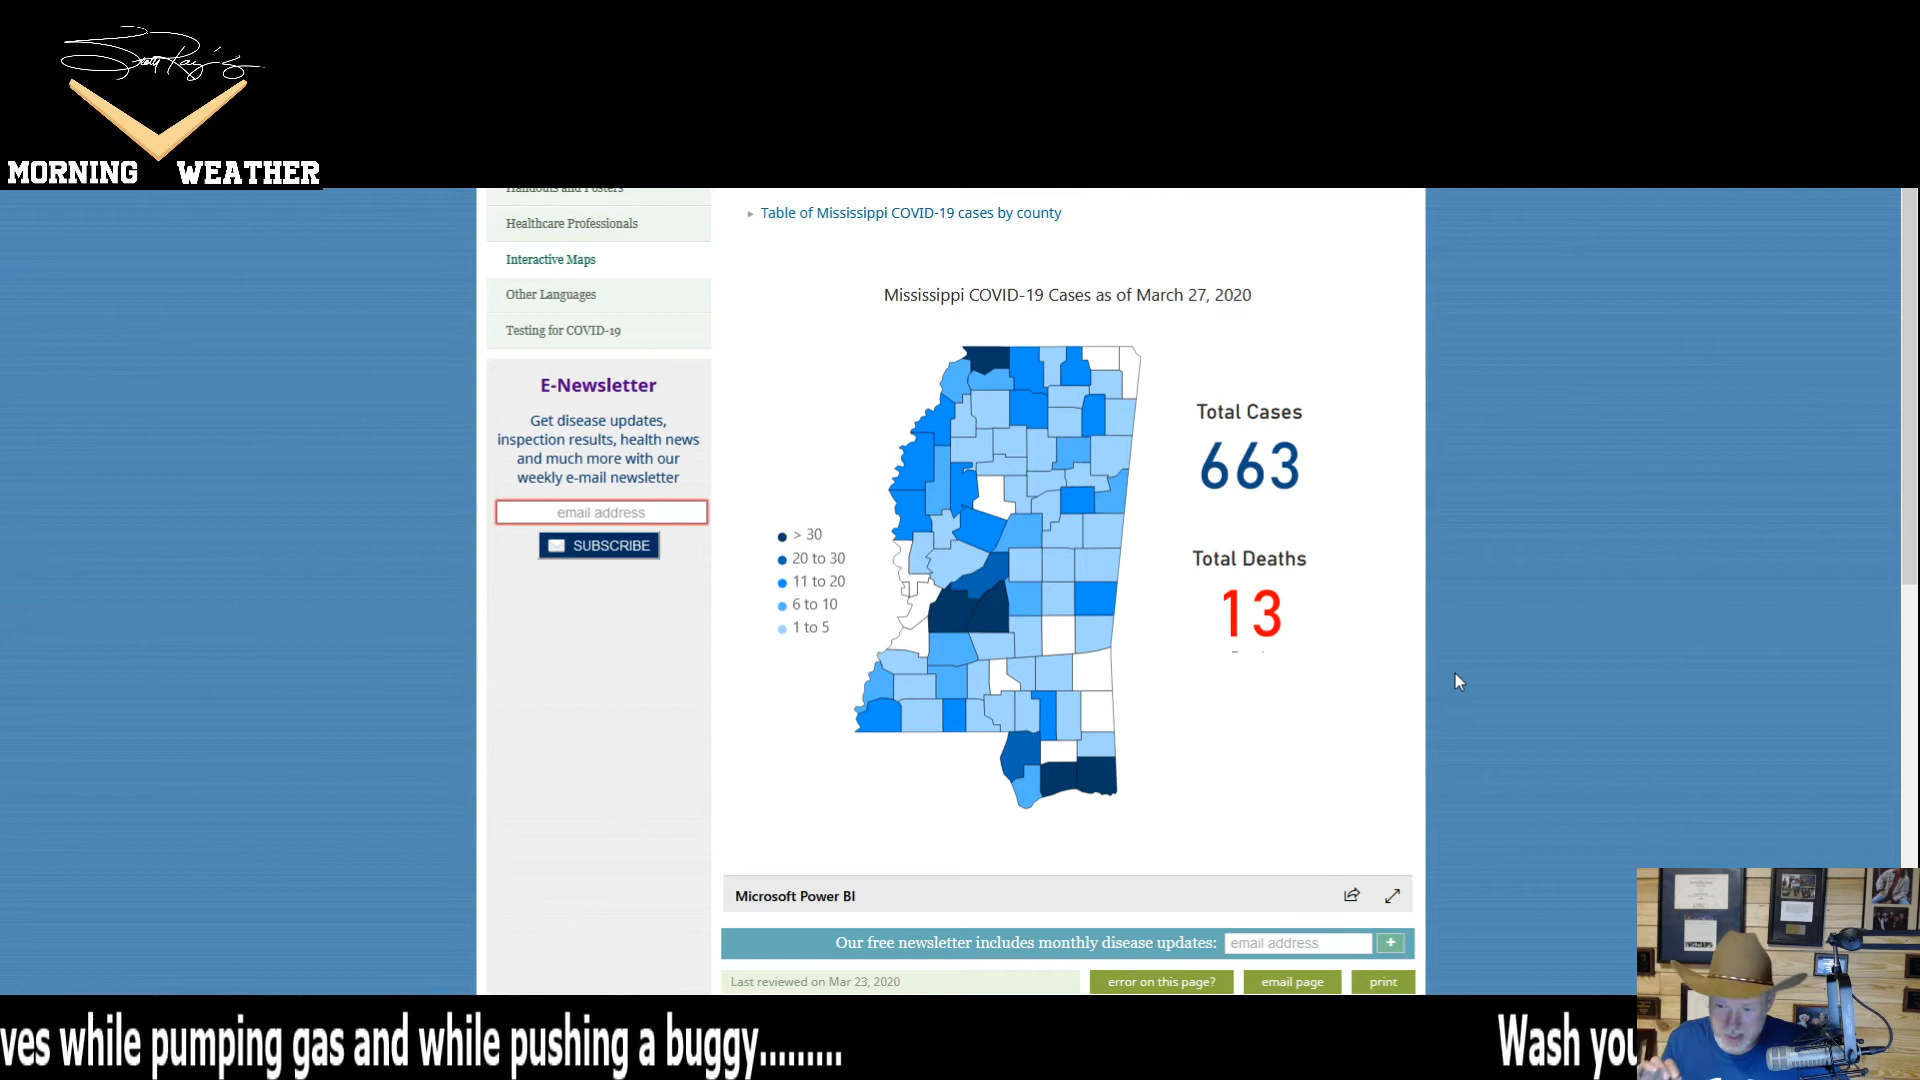 Scott Ray's
MORNING WEATHER
Handouts and Posters
Healthcare Professionals
Interactive Maps
Other Languages
Testing for COVID-19
E-Newsletter
Get disease updates,
inspection results, health news
and much more with our
weekly e-mail newsletter
email address
SUBSCRIBE
Table of Mississippi COVID-19 cases by county
Mississippi COVID-19 Cases as of March 27, 2020
> 30
20 to 30
11 to 20
6 to 10
1 to 5
Total Cases
663
Total Deaths
13
Microsoft Power BI
Our free newsletter includes monthly disease updates: email address +
Last reviewed on Mar 23, 2020
error on this page?
email page
print
ves while pumping gas and while pushing a buggy.........
Wash you